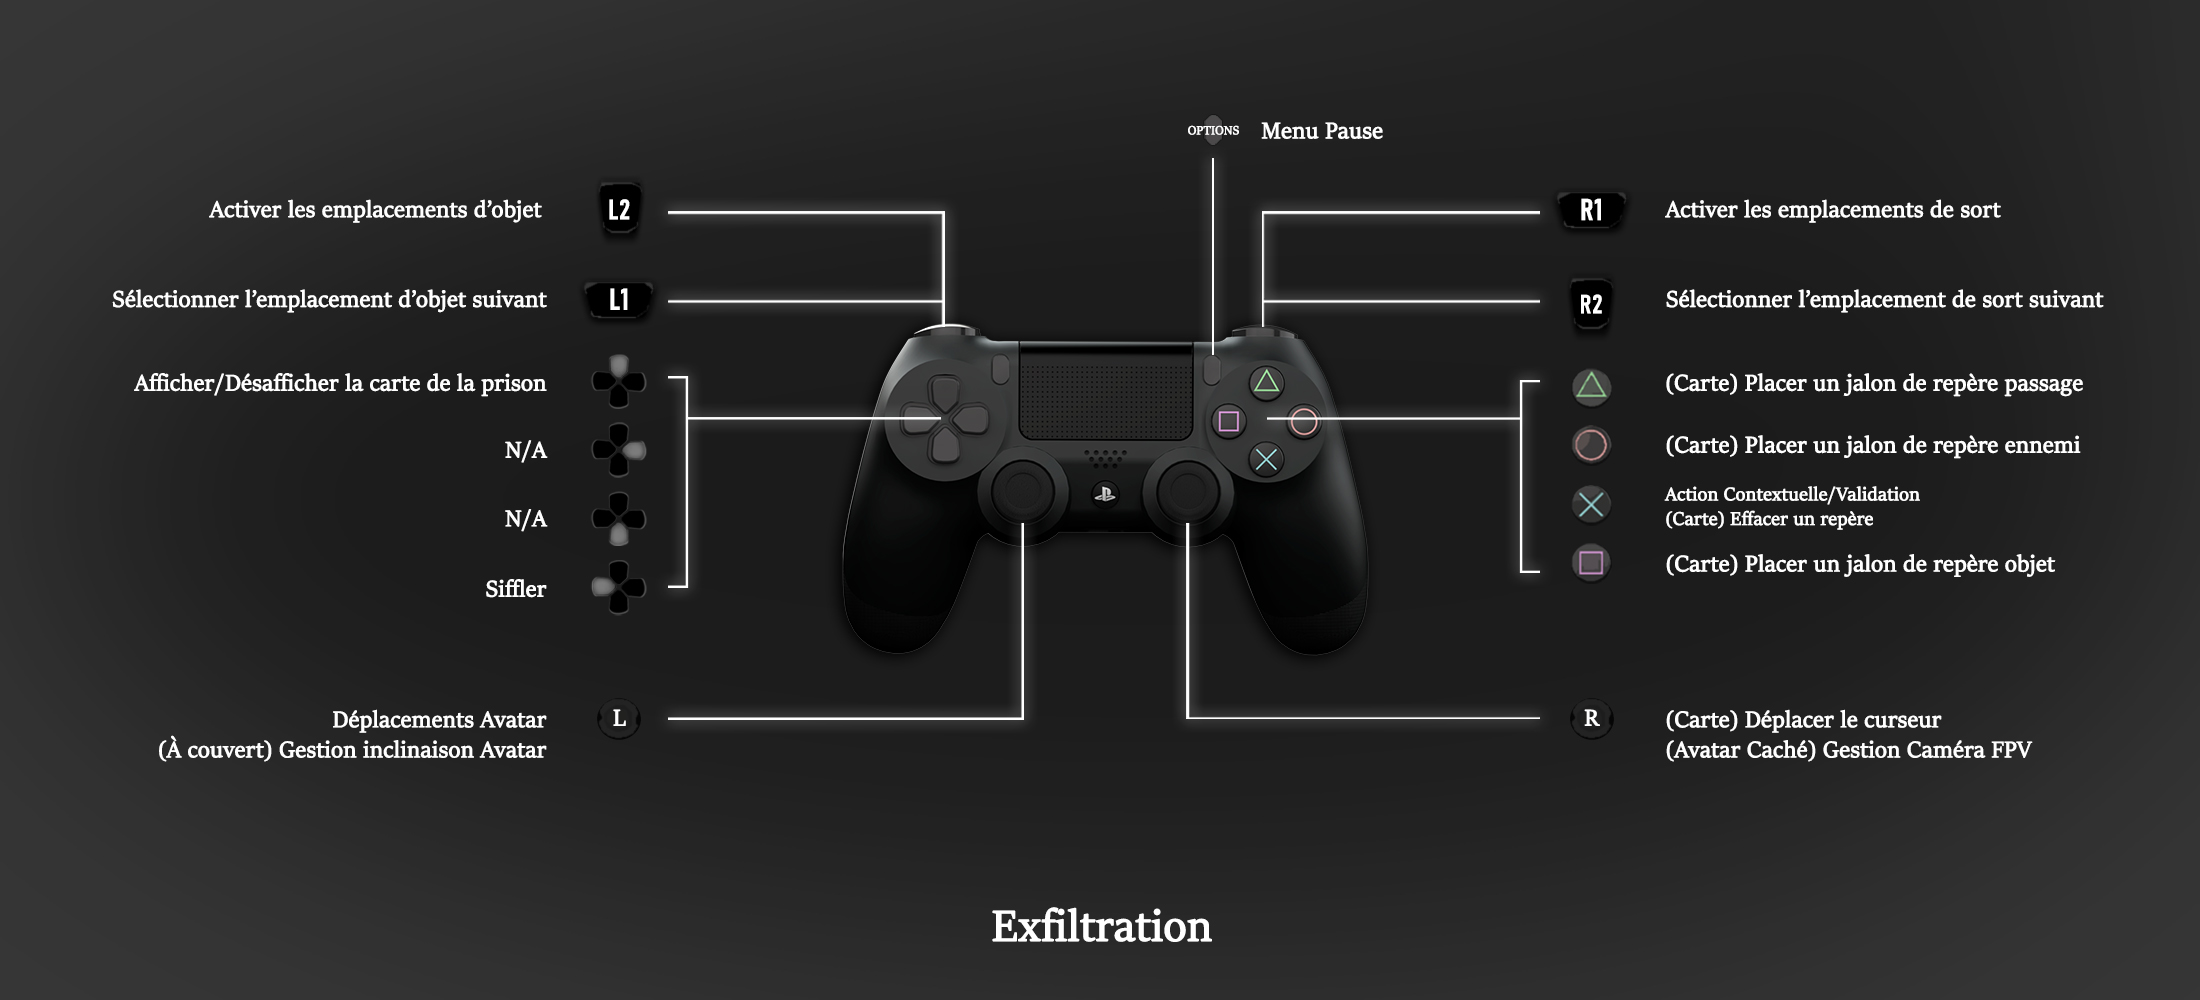 OPTIONS Menu Pause
Activer les emplacements d’objet L2
Sélectionner l’emplacement d’objet suivant L1
Afficher/Désafficher la carte de la prison
N/A
N/A
Siffler
Déplacements Avatar L
(À couvert) Gestion inclinaison Avatar
R1 Activer les emplacements de sort
R2 Sélectionner l’emplacement de sort suivant
(Carte) Placer un jalon de repère passage
(Carte) Placer un jalon de repère ennemi
Action Contextuelle/Validation
(Carte) Effacer un repère
(Carte) Placer un jalon de repère objet
R (Carte) Déplacer le curseur
(Avatar Caché) Gestion Caméra FPV
Exfiltration